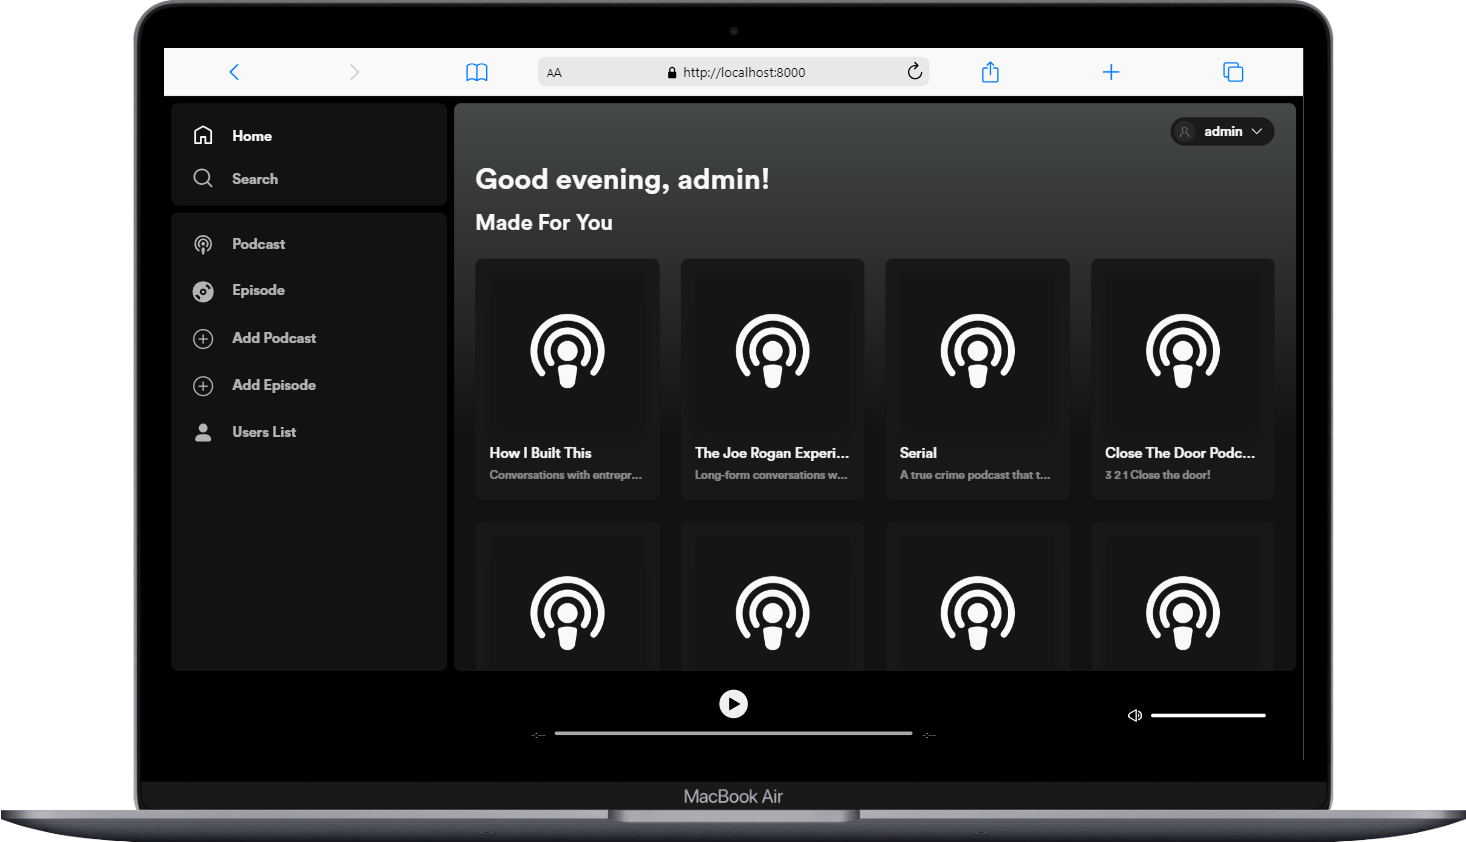 AA
http://localhost:8000
Home
Search
Podcast
Episode
Add Podcast
Add Episode
Users List
admin
Good evening, admin!
Made For You
How I Built This
Conversations with entrepr...
The Joe Rogan Experi...
Long-form conversations w...
Serial
A true crime podcast that t...
Close The Door Podc...
3 2 1 Close the door!
-:--
-:--
MacBook Air